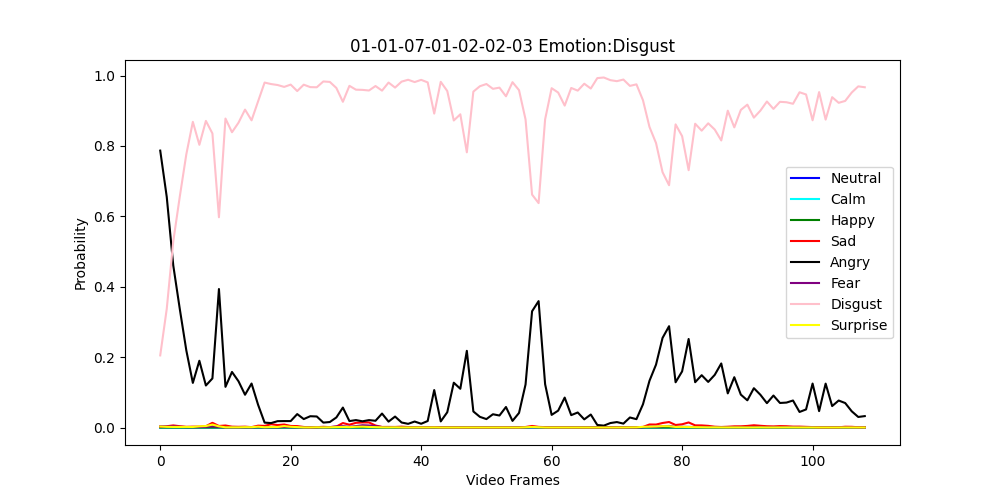 01-01-07-01-02-02-03 Emotion:Disgust
1.0
0.8
0.6
0.4
0.2
0.0
Probability
0 20 40 60 80 100
Video Frames
Neutral
Calm
Happy
Sad
Angry
Fear
Disgust
Surprise